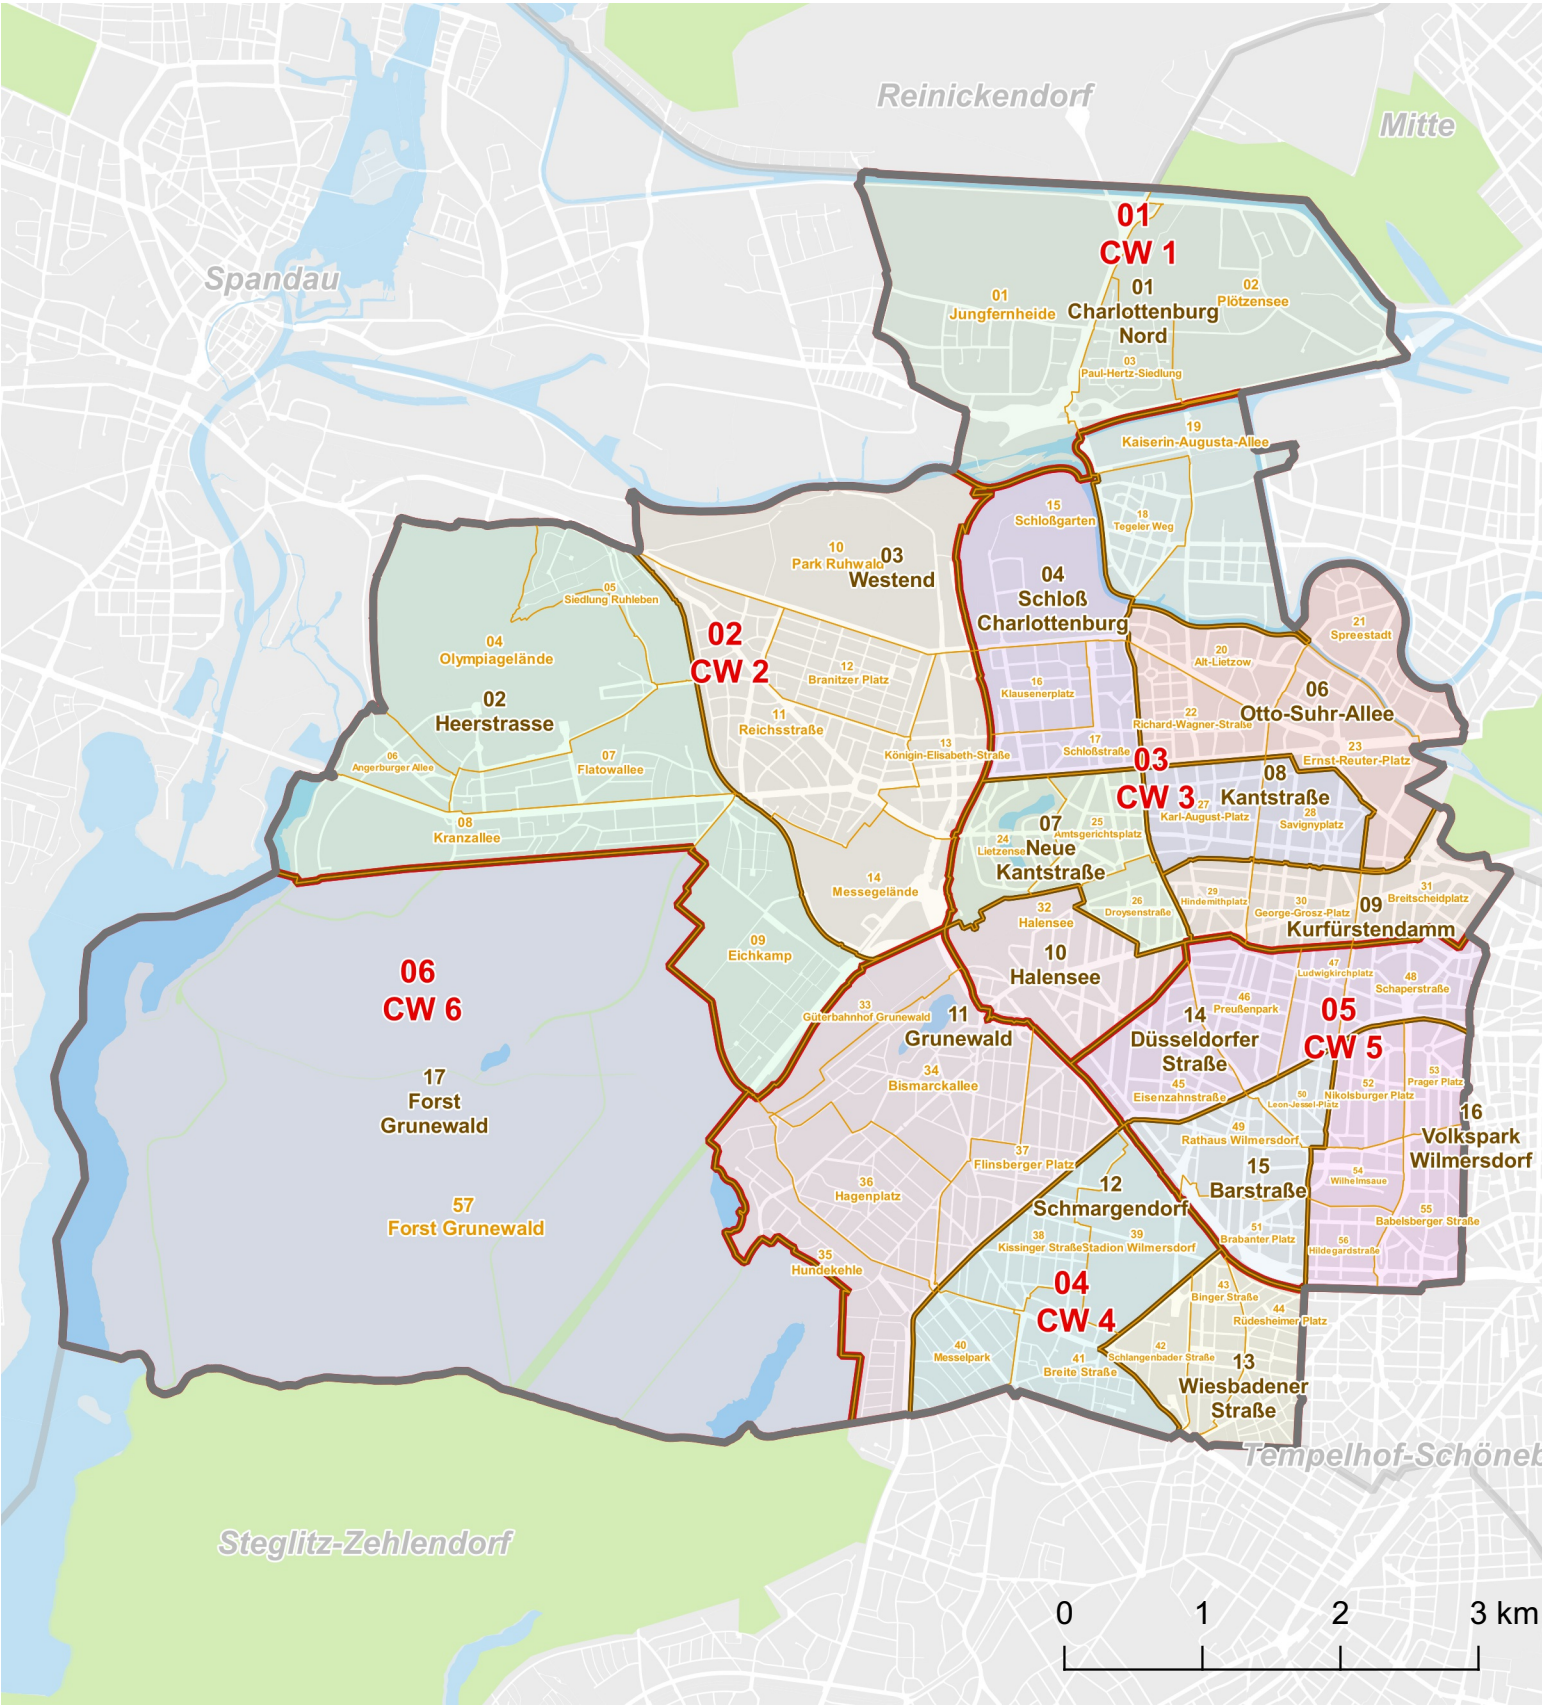 Reinickendorf
Mitte
Spandau
01
CW 1
01
Charlottenburg
Nord
01
Jungfernheide
02
Plötzensee
03
Paul-Hertz-Siedlung
19
Kaiserin-Augusta-Allee
18
Tegeler Weg
15
Schloßgarten
04
Schloß
Charlottenburg
10
Park Ruhwald
03
Westend
05
Siedlung Ruhleben
04
Olympiagelände
02
Heerstrasse
02
CW 2
12
Branitzer Platz
11
Reichsstraße
13
Königin-Elisabeth-Straße
16
Klausenerplatz
17
Schloßstraße
21
Spreestadt
20
Alt-Lietzow
06
Otto-Suhr-Allee
22
Richard-Wagner-Straße
23
Ernst-Reuter-Platz
06
Angerburger Allee
07
Flatowallee
08
Kranzallee
03
CW 3
08
Kantstraße
27
Karl-August-Platz
28
Savignyplatz
07
Neue
Kantstraße
24
Lietzensee
25
Amtsgerichtsplatz
14
Messegelände
09
Eichkamp
32
Halensee
26
Droysenstraße
29
Hindemithplatz
30
George-Grosz-Platz
31
Breitscheidplatz
09
Kurfürstendamm
10
Halensee
06
CW 6
17
Forst
Grunewald
57
Forst Grunewald
33
Güterbahnhof Grunewald
11
Grunewald
34
Bismarckallee
47
Ludwigkirchplatz
48
Schaperstraße
46
Preußenpark
14
Düsseldorfer
Straße
05
CW 5
45
Eisenzahnstraße
50
Leon-Jessel-Platz
52
Nikolsburger Platz
53
Prager Platz
16
Volkspark
Wilmersdorf
49
Rathaus Wilmersdorf
15
Barstraße
54
Wilhelmsaue
55
Babelsberger Straße
51
Brabanter Platz
56
Hildegardstraße
37
Flinsberger Platz
36
Hagenplatz
35
Hundekehle
12
Schmargendorf
38
Kissinger Straße
39
Stadion Wilmersdorf
04
CW 4
40
Messelpark
41
Breite Straße
43
Binger Straße
44
Rüdesheimer Platz
42
Schlangenbader Straße
13
Wiesbadener
Straße
Tempelhof-Schöneb
Steglitz-Zehlendorf
0 1 2 3 km